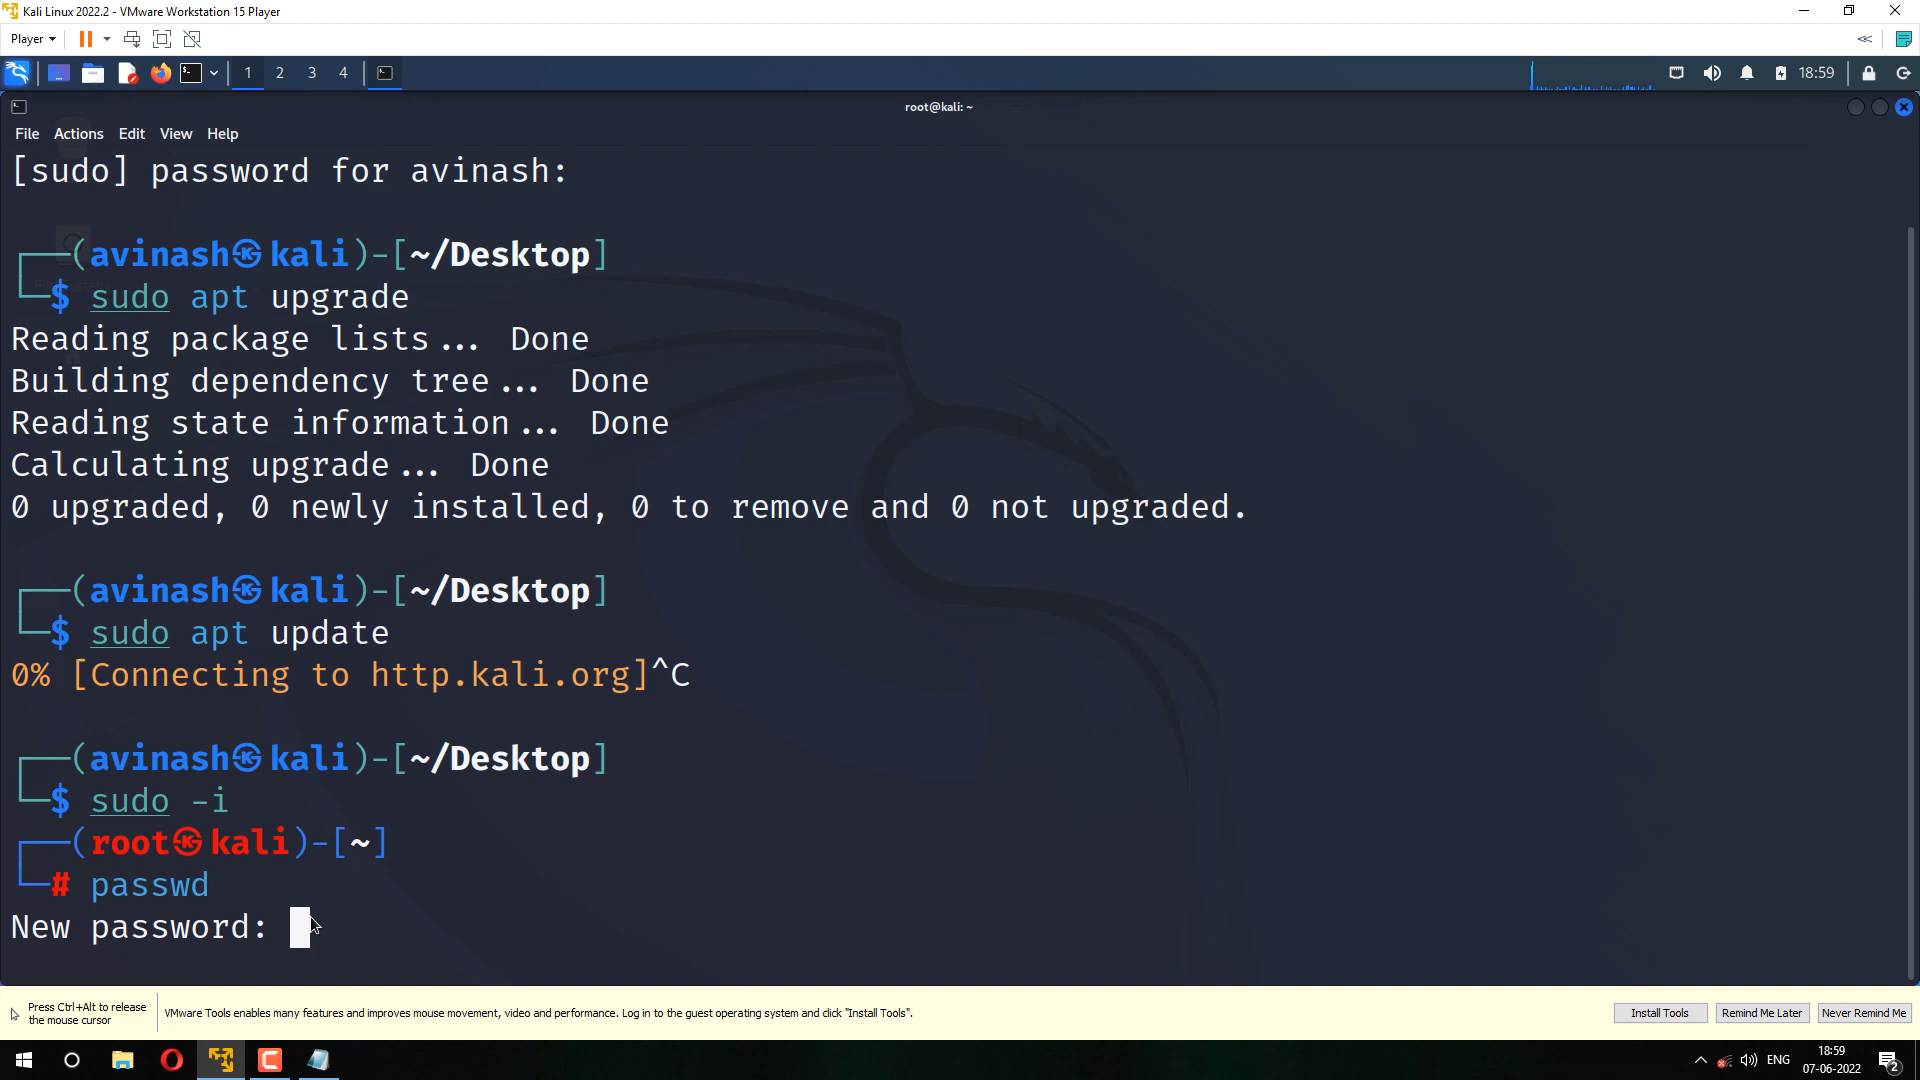 Kali Linux 2022.2 - VMware Workstation 15 Player
Player
1 2 3 4 18:59
root@kali: ~
File Actions Edit View Help
[sudo] password for avinash:
┌──(avinash㉿kali)-[~/Desktop]
└─$ sudo apt upgrade
Reading package lists... Done
Building dependency tree... Done
Reading state information... Done
Calculating upgrade... Done
0 upgraded, 0 newly installed, 0 to remove and 0 not upgraded.
┌──(avinash㉿kali)-[~/Desktop]
└─$ sudo apt update
0% [Connecting to http.kali.org]^C
┌──(avinash㉿kali)-[~/Desktop]
└─$ sudo -i
┌──(root㉿kali)-[~]
└─# passwd
New password:
Press Ctrl+Alt to release
the mouse cursor
VMware Tools enables many features and improves mouse movement, video and performance. Log in to the guest operating system and click "Install Tools".
Install Tools Remind Me Later Never Remind Me
ENG
18:59
07-06-2022
2